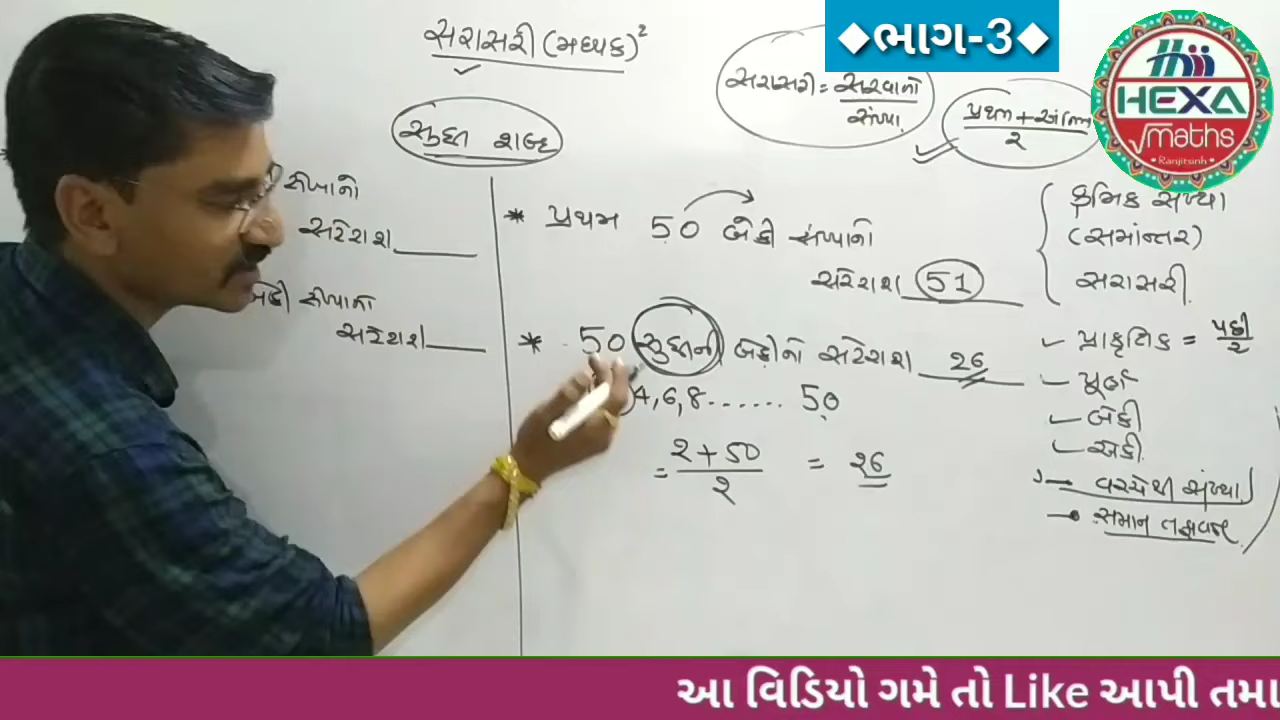 સરાસરી (મધ્યક)²
◆ભાગ-3◆
HEXA
√maths
Ranjitsinh
સુધી શબ્દ
સરાસરી = સરવાળો
સંખ્યા
પ્રથમ + અંતિમ
2
સરેરાશ
સરેરાશ
* પ્રથમ 50 બેકી સંખ્યાની
સરેરાશ 51
* 50 સુધીની બેકીની સરેરાશ 26
4, 6, 8 ...... 50
= 2 + 50
2
= 26
ક્રમિક સંખ્યા
(સમાંતર)
સરાસરી
પ્રાકૃતિક = પછી
2
પૂર્ણ
બેકી
એકી
વચ્ચેની સંખ્યા
સમાન તફાવત
આ વિડિયો ગમે તો Like આપી તમા